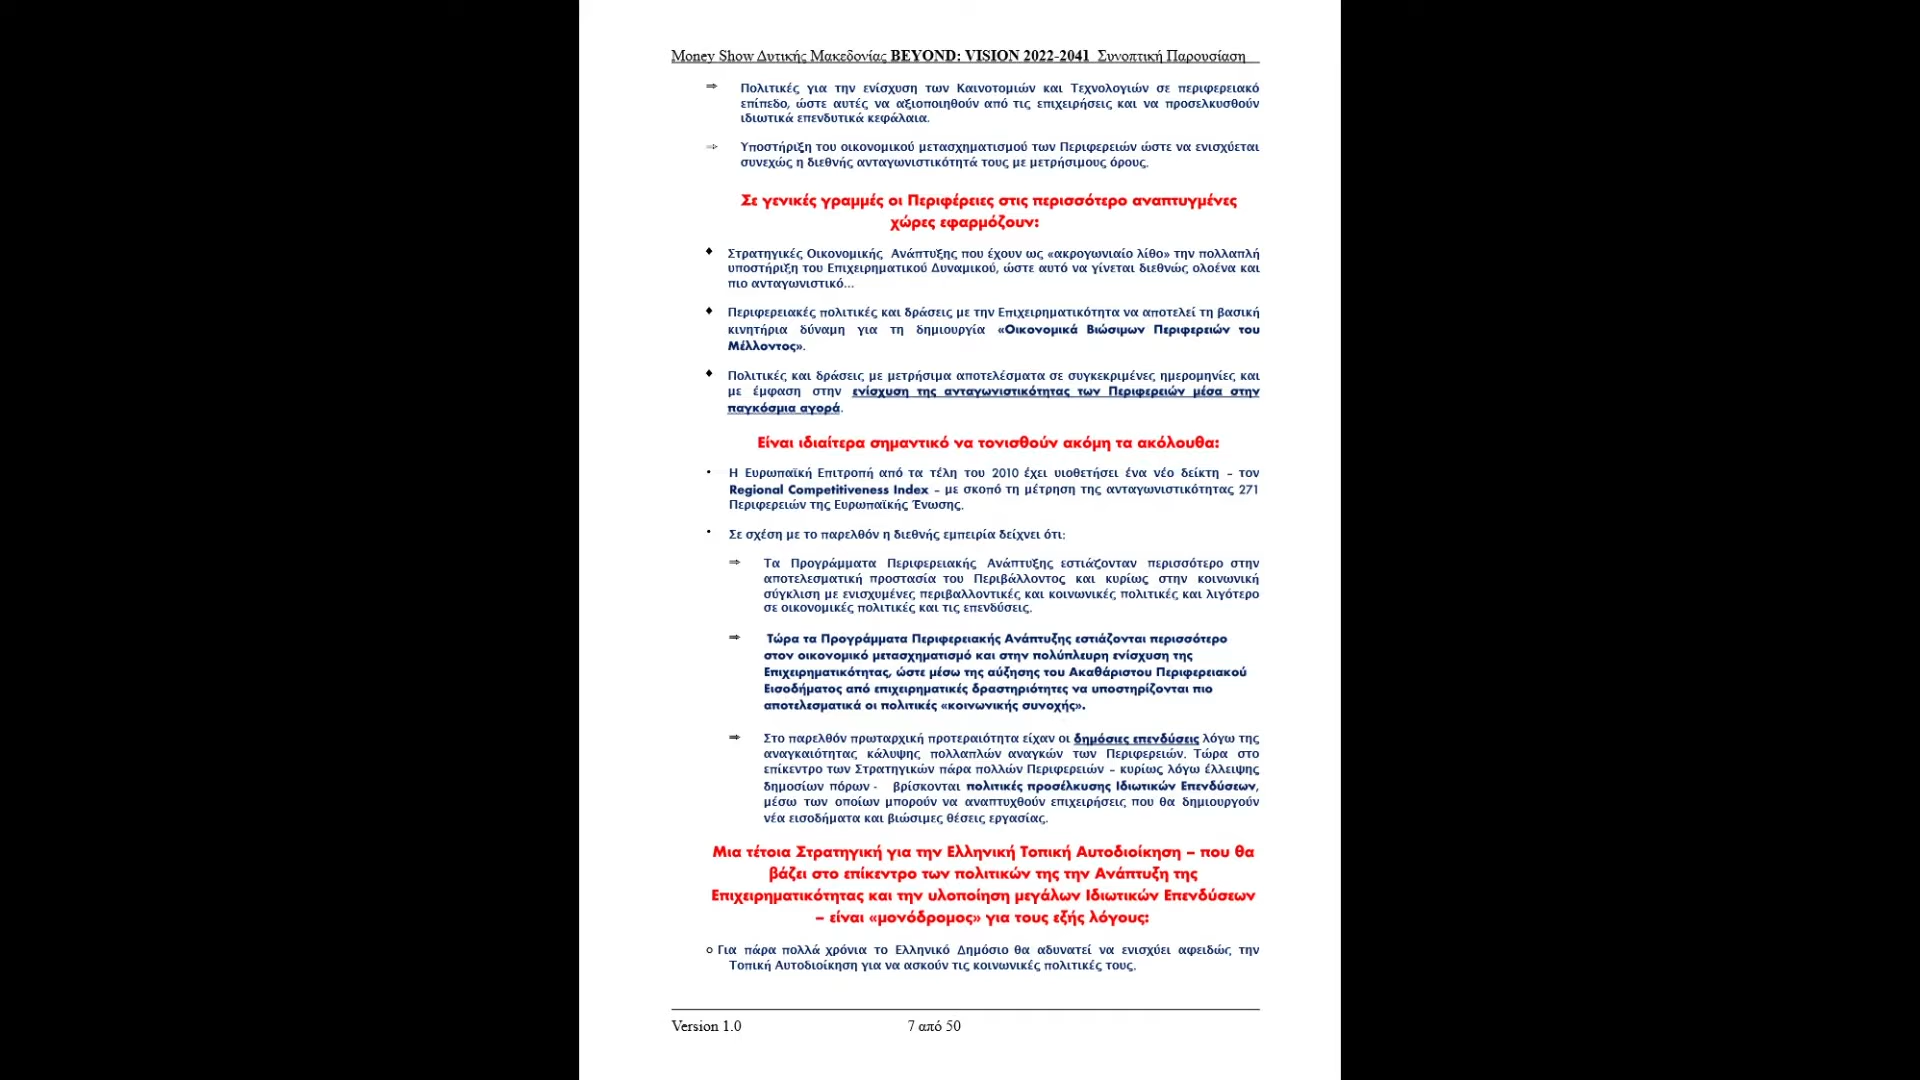 Money Show Δυτικής Μακεδονίας BEYOND: VISION 2022-2041 Συνοπτική Παρουσίαση
⇒ Πολιτικές για την ενίσχυση των Καινοτομιών και Τεχνολογιών σε περιφερειακό
επίπεδο, ώστε αυτές να αξιοποιηθούν από τις επιχειρήσεις και να προσελκυσθούν
ιδιωτικά επενδυτικά κεφάλαια.
⇒ Υποστήριξη του οικονομικού μετασχηματισμού των Περιφερειών ώστε να ενισχύεται
συνεχώς η διεθνής ανταγωνιστικότητά τους με μετρήσιμους όρους.
Σε γενικές γραμμές οι Περιφέρειες στις περισσότερο αναπτυγμένες
χώρες εφαρμόζουν:
♦ Στρατηγικές Οικονομικής Ανάπτυξης που έχουν ως «ακρογωνιαίο λίθο» την πολλαπλή
υποστήριξη του Επιχειρηματικού Δυναμικού, ώστε αυτό να γίνεται διεθνώς ολοένα και
πιο ανταγωνιστικό...
♦ Περιφερειακές πολιτικές και δράσεις με την Επιχειρηματικότητα να αποτελεί τη βασική
κινητήρια δύναμη για τη δημιουργία «Οικονομικά Βιώσιμων Περιφερειών του
Μέλλοντος».
♦ Πολιτικές και δράσεις με μετρήσιμα αποτελέσματα σε συγκεκριμένες ημερομηνίες και
με έμφαση στην ενίσχυση της ανταγωνιστικότητας των Περιφερειών μέσα στην
παγκόσμια αγορά.
Είναι ιδιαίτερα σημαντικό να τονισθούν ακόμη τα ακόλουθα:
• Η Ευρωπαϊκή Επιτροπή από τα τέλη του 2010 έχει υιοθετήσει ένα νέο δείκτη – τον
Regional Competitiveness Index – με σκοπό τη μέτρηση της ανταγωνιστικότητας 271
Περιφερειών της Ευρωπαϊκής Ένωσης.
• Σε σχέση με το παρελθόν η διεθνής εμπειρία δείχνει ότι:
⇒ Τα Προγράμματα Περιφερειακής Ανάπτυξης εστιάζονταν περισσότερο στην
αποτελεσματική προστασία του Περιβάλλοντος και κυρίως στην κοινωνική
σύγκλιση με ενισχυμένες περιβαλλοντικές και κοινωνικές πολιτικές και λιγότερο
σε οικονομικές πολιτικές και τις επενδύσεις.
⇒ Τώρα τα Προγράμματα Περιφερειακής Ανάπτυξης εστιάζονται περισσότερο
στον οικονομικό μετασχηματισμό και στην πολύπλευρη ενίσχυση της
Επιχειρηματικότητας, ώστε μέσω της αύξησης του Ακαθάριστου Περιφερειακού
Εισοδήματος από επιχειρηματικές δραστηριότητες να υποστηρίζονται πιο
αποτελεσματικά οι πολιτικές «κοινωνικής συνοχής».
⇒ Στο παρελθόν πρωταρχική προτεραιότητα είχαν οι δημόσιες επενδύσεις λόγω της
αναγκαιότητας κάλυψης πολλαπλών αναγκών των Περιφερειών. Τώρα στο
επίκεντρο των Στρατηγικών πάρα πολλών Περιφερειών – κυρίως λόγω έλλειψης
δημοσίων πόρων - βρίσκονται πολιτικές προσέλκυσης Ιδιωτικών Επενδύσεων,
μέσω των οποίων μπορούν να αναπτυχθούν επιχειρήσεις που θα δημιουργούν
νέα εισοδήματα και βιώσιμες θέσεις εργασίας.
Μια τέτοια Στρατηγική για την Ελληνική Τοπική Αυτοδιοίκηση – που θα
βάζει στο επίκεντρο των πολιτικών της την Ανάπτυξη της
Επιχειρηματικότητας και την υλοποίηση μεγάλων Ιδιωτικών Επενδύσεων
– είναι «μονόδρομος» για τους εξής λόγους:
o Για πάρα πολλά χρόνια το Ελληνικό Δημόσιο θα αδυνατεί να ενισχύει αφειδώς την
Τοπική Αυτοδιοίκηση για να ασκούν τις κοινωνικές πολιτικές τους.
Version 1.0 7 από 50